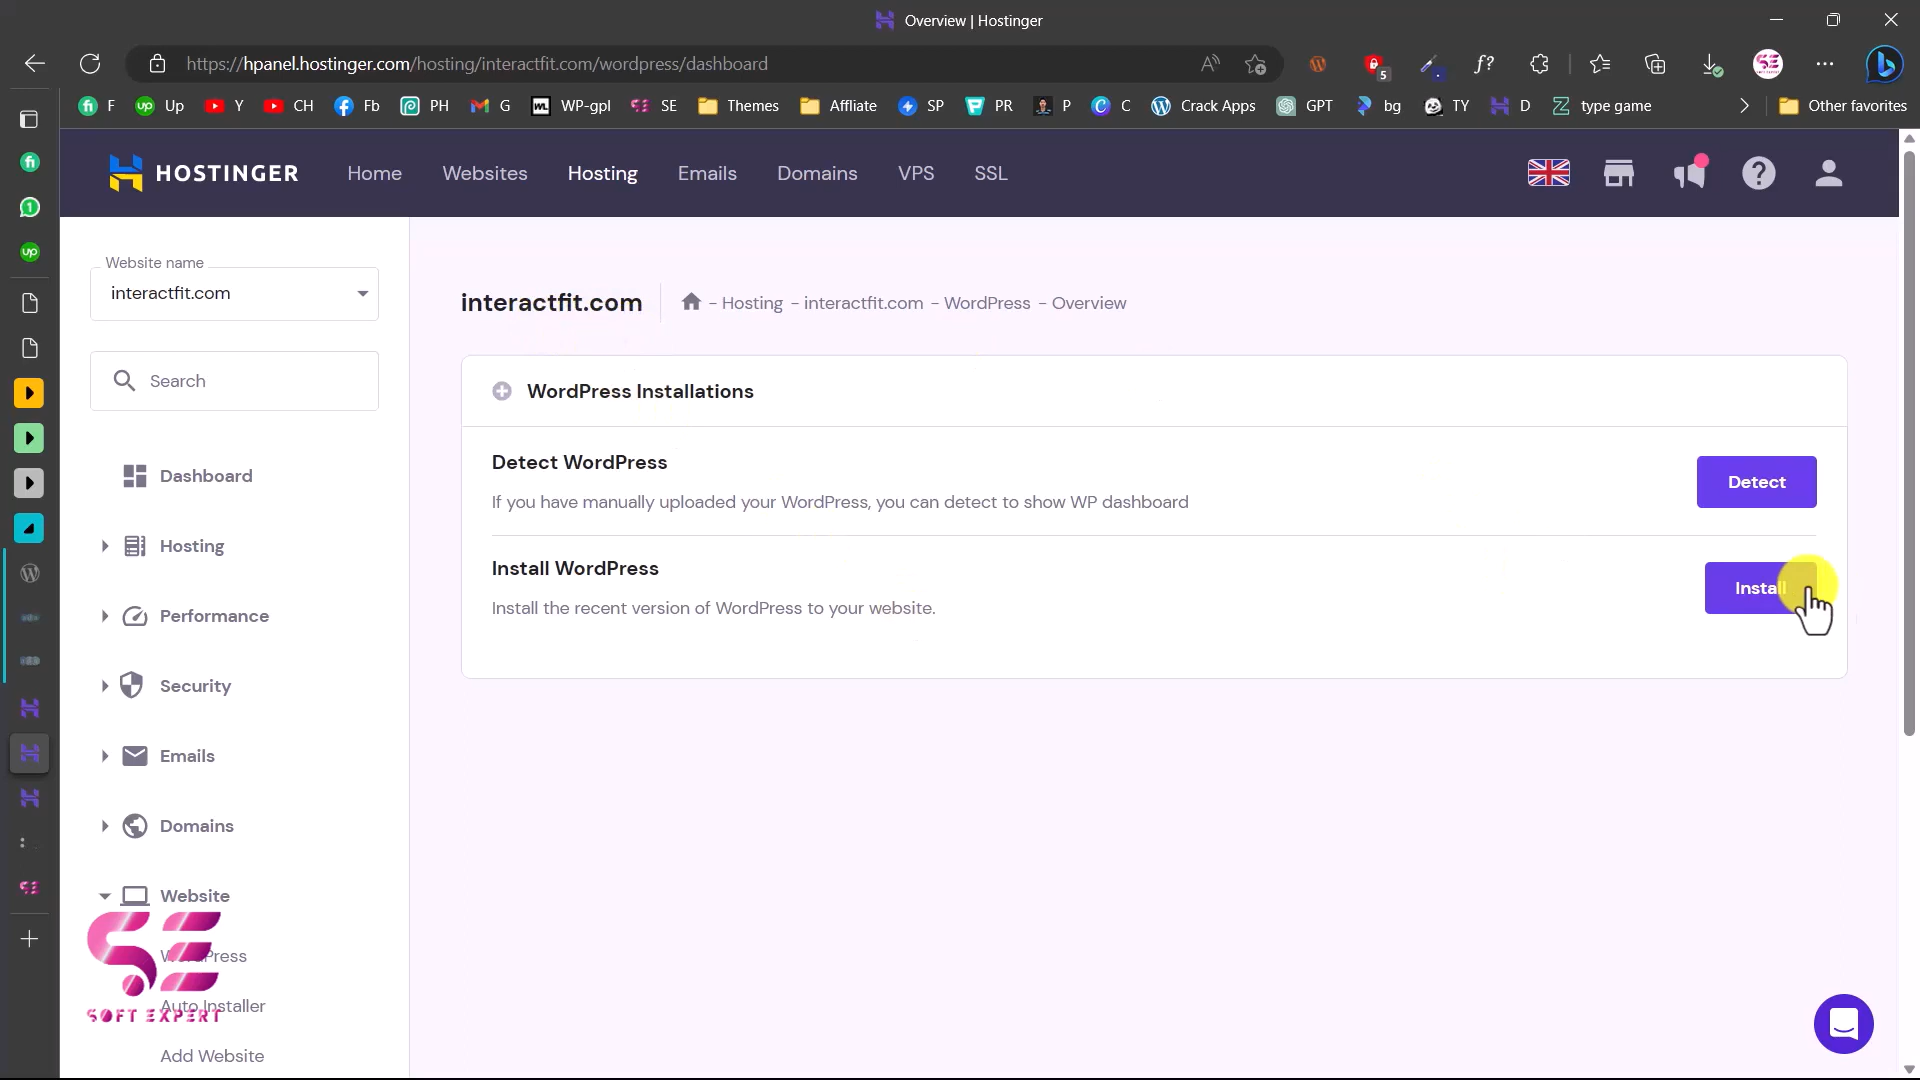 Overview | Hostinger
https://hpanel.hostinger.com/hosting/interactfit.com/wordpress/dashboard
5
F Up Y CH Fb PH G WP-gpl SE Themes Affliate SP PR P C Crack Apps GPT bg TY D type game Other favorites
HOSTINGER Home Websites Hosting Emails Domains VPS SSL
Website name
interactfit.com
interactfit.com
- Hosting - interactfit.com - WordPress - Overview
Search
WordPress Installations
Detect WordPress
If you have manually uploaded your WordPress, you can detect to show WP dashboard
Detect
Install WordPress
Install the recent version of WordPress to your website.
Install
Dashboard
Hosting
Performance
Security
Emails
Domains
Website
WordPress
Auto Installer
Add Website
SE
SOFT EXPERT